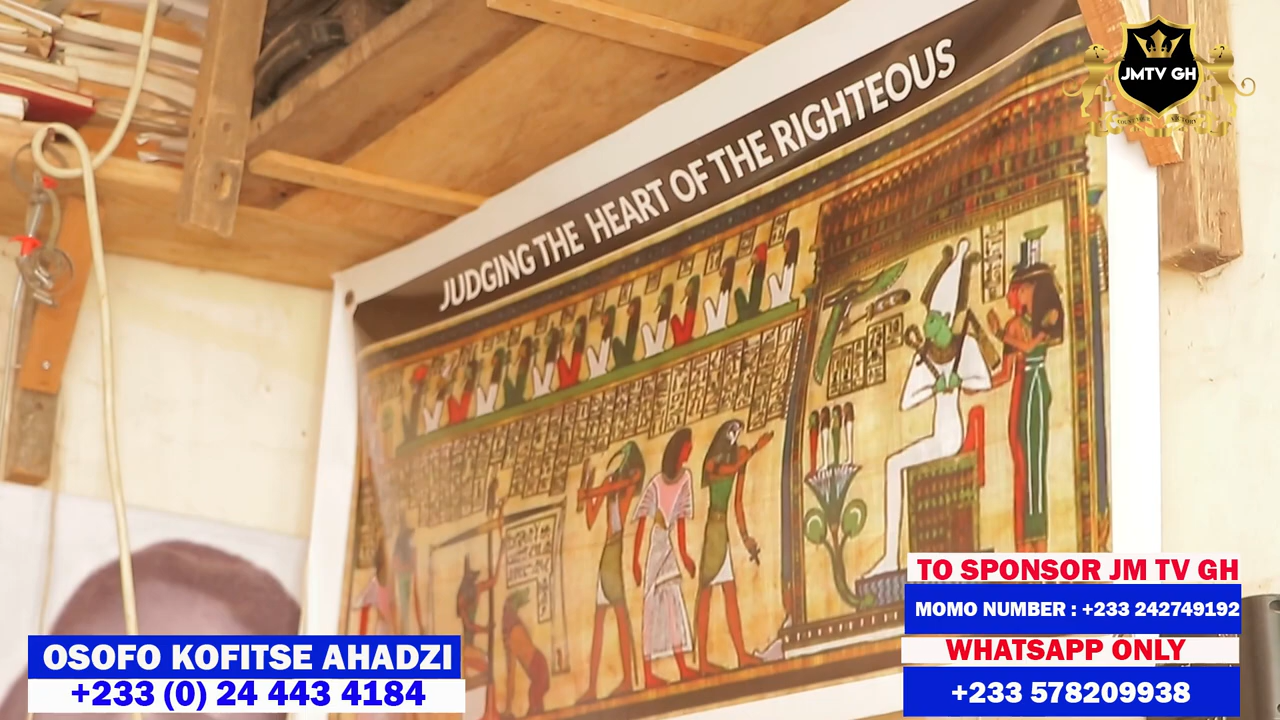 JMTV GH
JUDGING THE HEART OF THE RIGHTEOUS
TO SPONSOR JM TV GH
MOMO NUMBER : +233 242749192
WHATSAPP ONLY
+233 578209938
OSOFO KOFITSE AHADZI
+233 (0) 24 443 4184